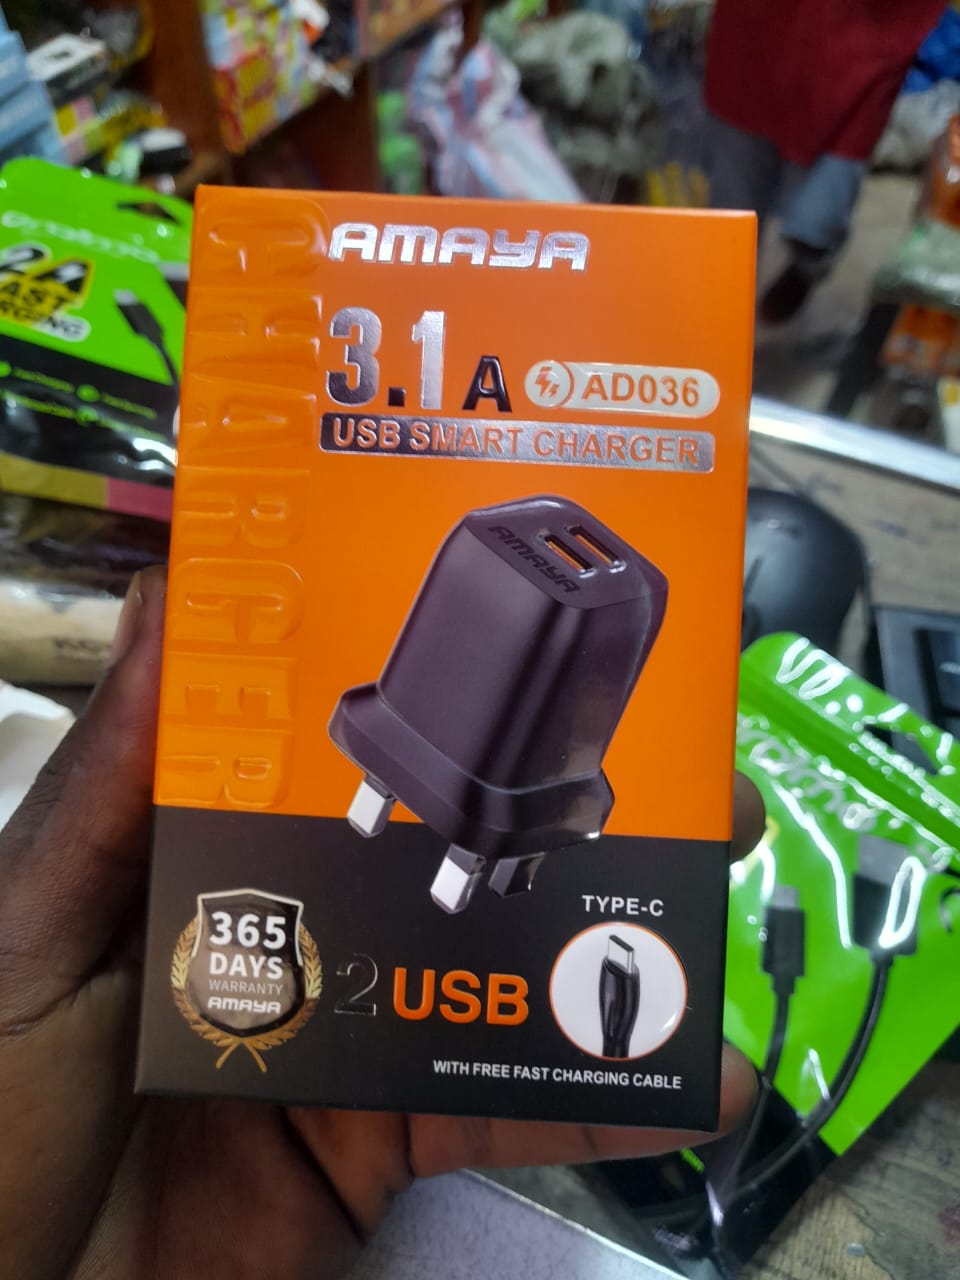 AMAYA
3.1A
AD036
USB SMART CHARGER
CHARGER
AMAYA
365
DAYS
WARRANTY
AMAYA
2 USB
TYPE-C
WITH FREE FAST CHARGING CABLE
2A